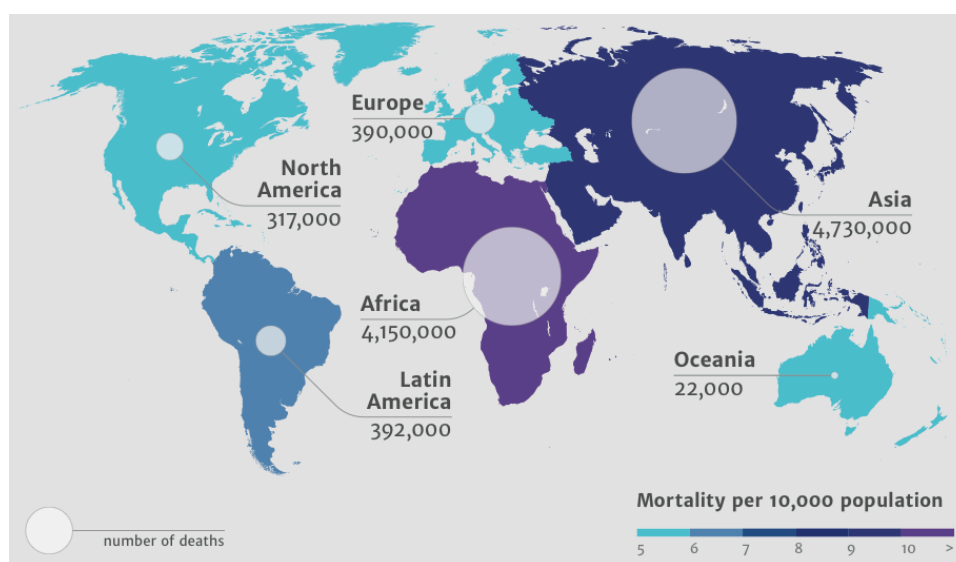 Europe
390,000
North
America
317,000
Asia
4,730,000
Africa
4,150,000
Oceania
22,000
Latin
America
392,000
Mortality per 10,000 population
5 6 7 8 9 10 >
number of deaths